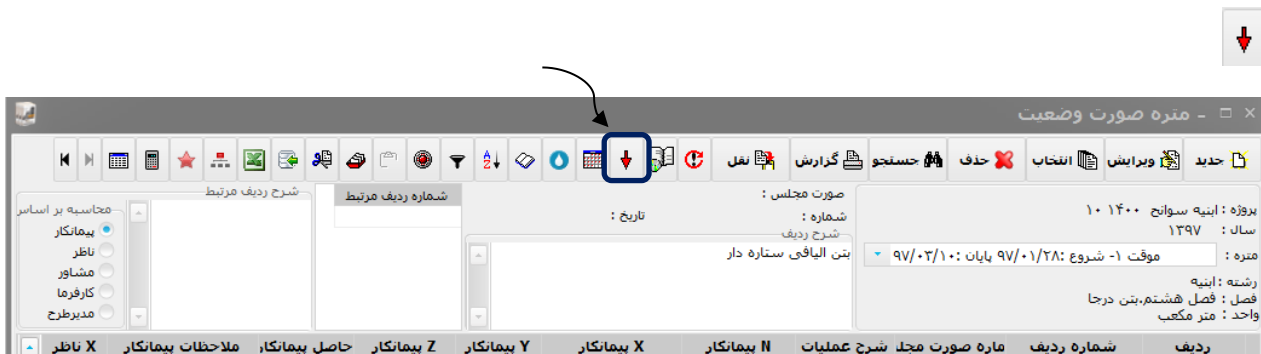 متره صورت وضعیت
جدید ویرایش انتخاب حذف جستجو گزارش نقل
پروژه : ابنیه سوانح ۱۴۰۰ ۱۰
سال : ۱۳۹۷
متره : موقت ۱- شروع :۹۷/۰۱/۲۸ پایان :۹۷/۰۳/۱۰
رشته : ابنیه
فصل : فصل هشتم.بتن درجا
واحد : متر مکعب
صورت مجلس :
شماره : تاریخ :
شرح ردیف
بتن الیافی ستاره دار
شماره ردیف مرتبط
شرح ردیف مرتبط
محاسبه بر اساس
پیمانکار
ناظر
مشاور
کارفرما
مدیرطرح
ردیف شماره ردیف ماره صورت مجلس شرح عملیات N پیمانکار X پیمانکار Y پیمانکار Z پیمانکار حاصل پیمانکار ملاحظات پیمانکار X ناظر